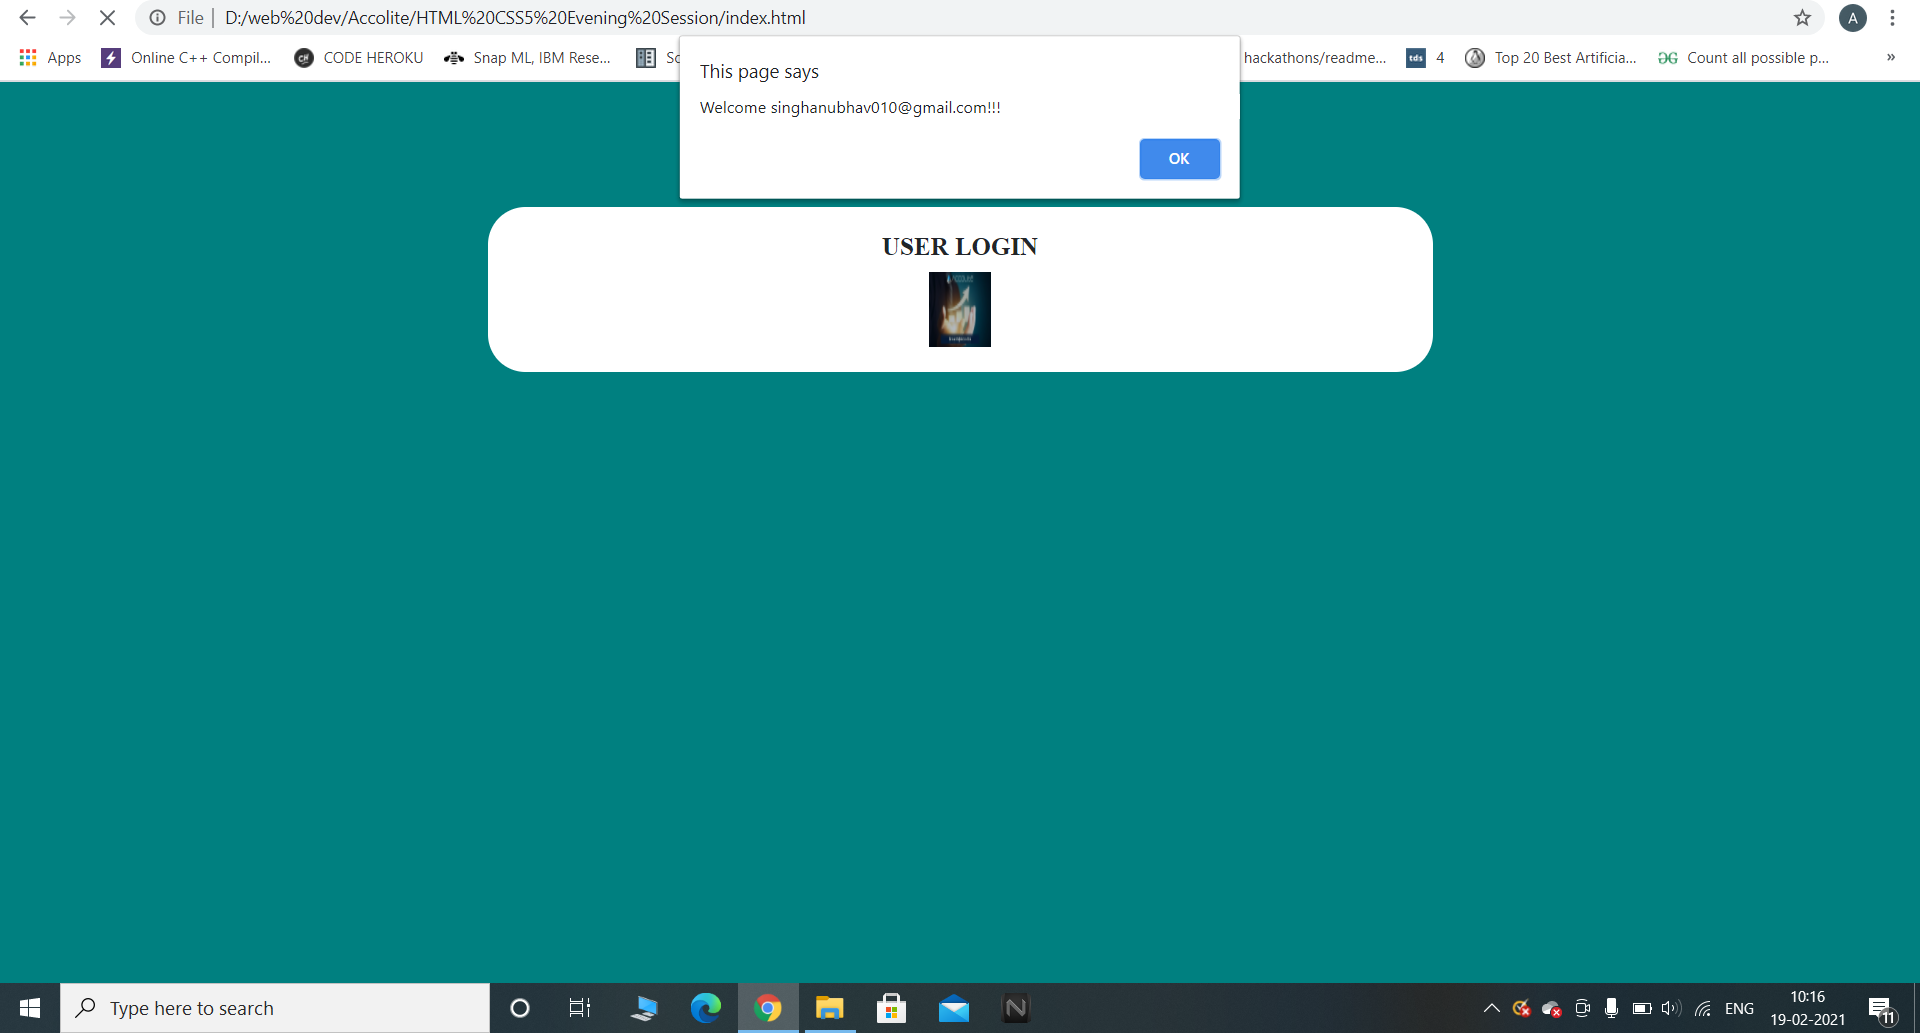 File | D:/web%20dev/Accolite/HTML%20CSS5%20Evening%20Session/index.html
A
Apps
Online C++ Compil...
CODE HEROKU
Snap ML, IBM Rese...
hackathons/readme...
tds 4
Top 20 Best Artificia...
Count all possible p...
»
This page says
Welcome singhanubhav010@gmail.com!!!
OK
USER LOGIN
Type here to search
N
ENG
10:16
19-02-2021
11